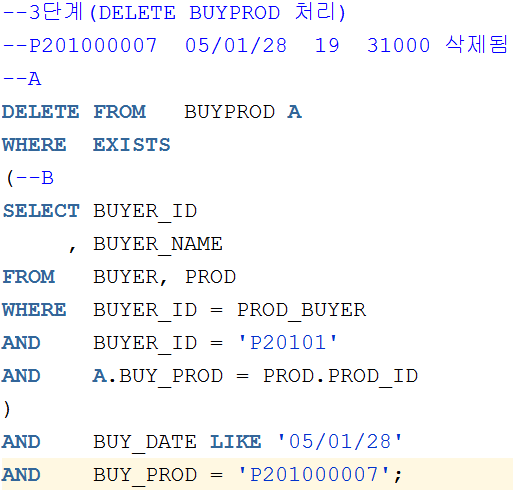 --3단계(DELETE BUYPROD 처리)
--P201000007  05/01/28  19  31000 삭제됨
--A
DELETE FROM   BUYPROD A
WHERE  EXISTS
(--B
SELECT BUYER_ID
     , BUYER_NAME
FROM   BUYER, PROD
WHERE  BUYER_ID = PROD_BUYER
AND    BUYER_ID = 'P20101'
AND    A.BUY_PROD = PROD.PROD_ID
)
AND    BUY_DATE LIKE '05/01/28'
AND    BUY_PROD = 'P201000007';